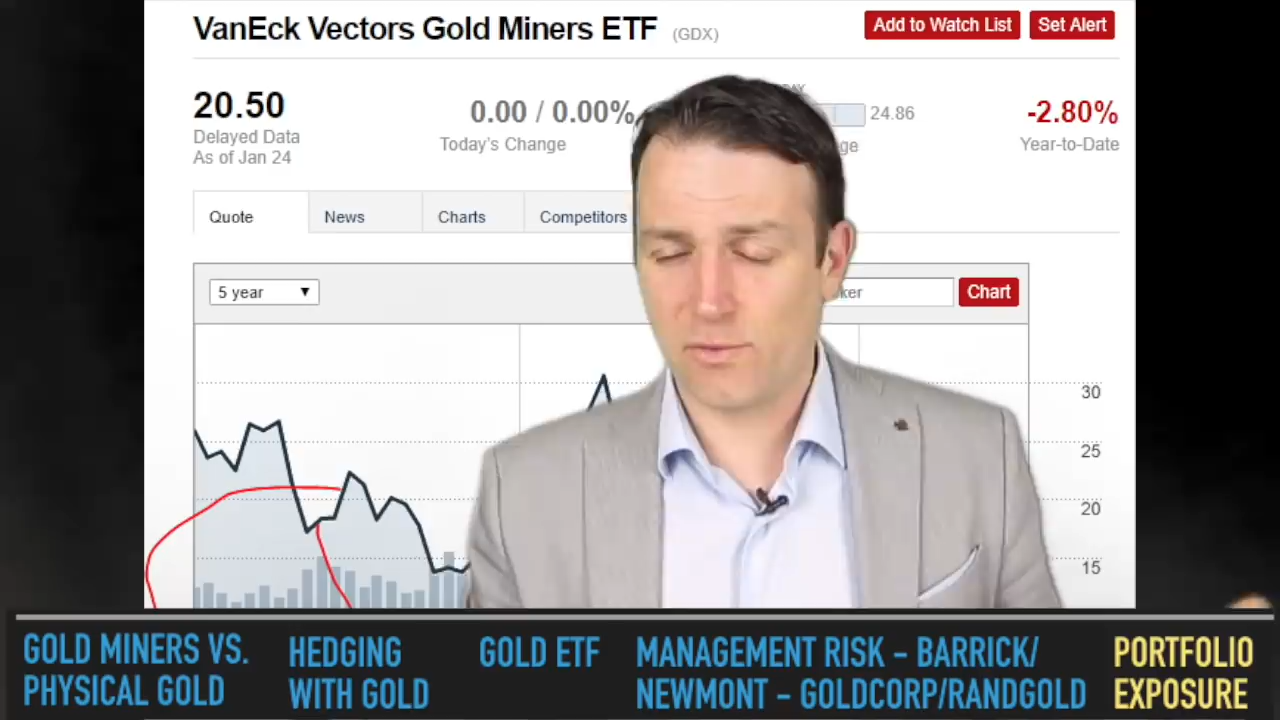 VanEck Vectors Gold Miners ETF (GDX)
Add to Watch List
Set Alert
20.50
0.00 / 0.00%
24.86
-2.80%
Delayed Data
Today's Change
Year-to-Date
As of Jan 24
Quote
News
Charts
Competitors
5 year
Chart
30
25
20
15
GOLD MINERS VS.
PHYSICAL GOLD
HEDGING
WITH GOLD
GOLD ETF
MANAGEMENT RISK – BARRICK/
NEWMONT – GOLDCORP/RANDGOLD
PORTFOLIO
EXPOSURE